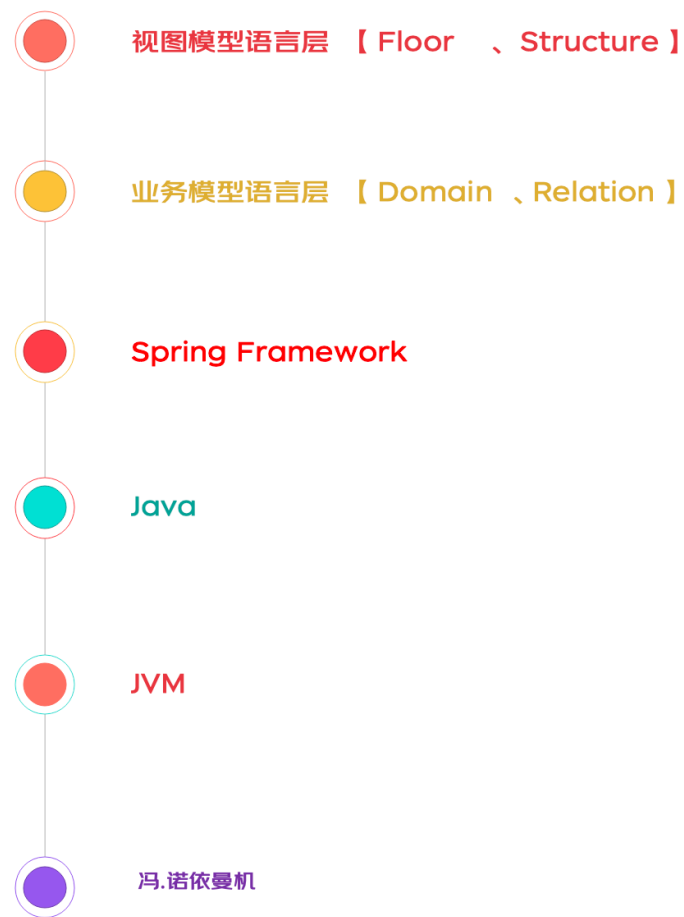 视图模型语言层 【 Floor 、 Structure 】
业务模型语言层 【 Domain 、 Relation 】
Spring Framework
Java
JVM
冯.诺依曼机